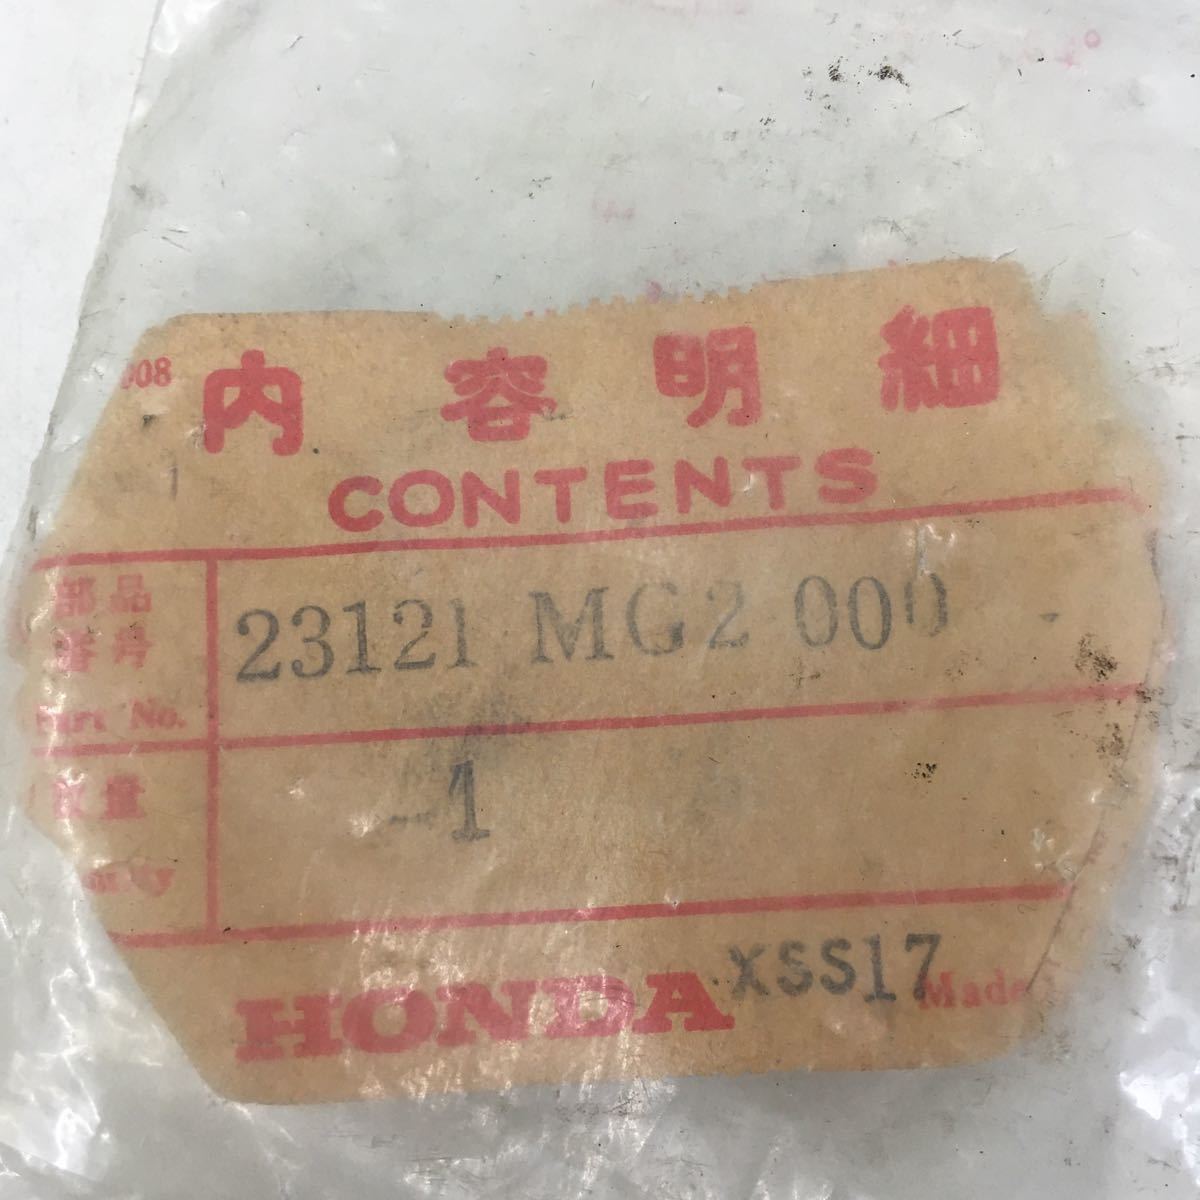 内容明細
CONTENTS
部品
番号
Part No.
23121 MG2 000
数量
-1
HONDA
XSS17
Made